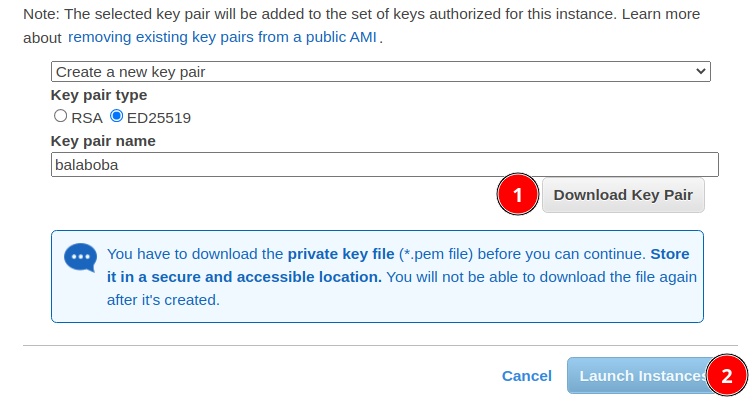 Note: The selected key pair will be added to the set of keys authorized for this instance. Learn more
about removing existing key pairs from a public AMI.
Create a new key pair
Key pair type
RSA ED25519
Key pair name
balaboba
1 Download Key Pair
You have to download the private key file (*.pem file) before you can continue. Store
it in a secure and accessible location. You will not be able to download the file again
after it's created.
Cancel Launch Instances 2